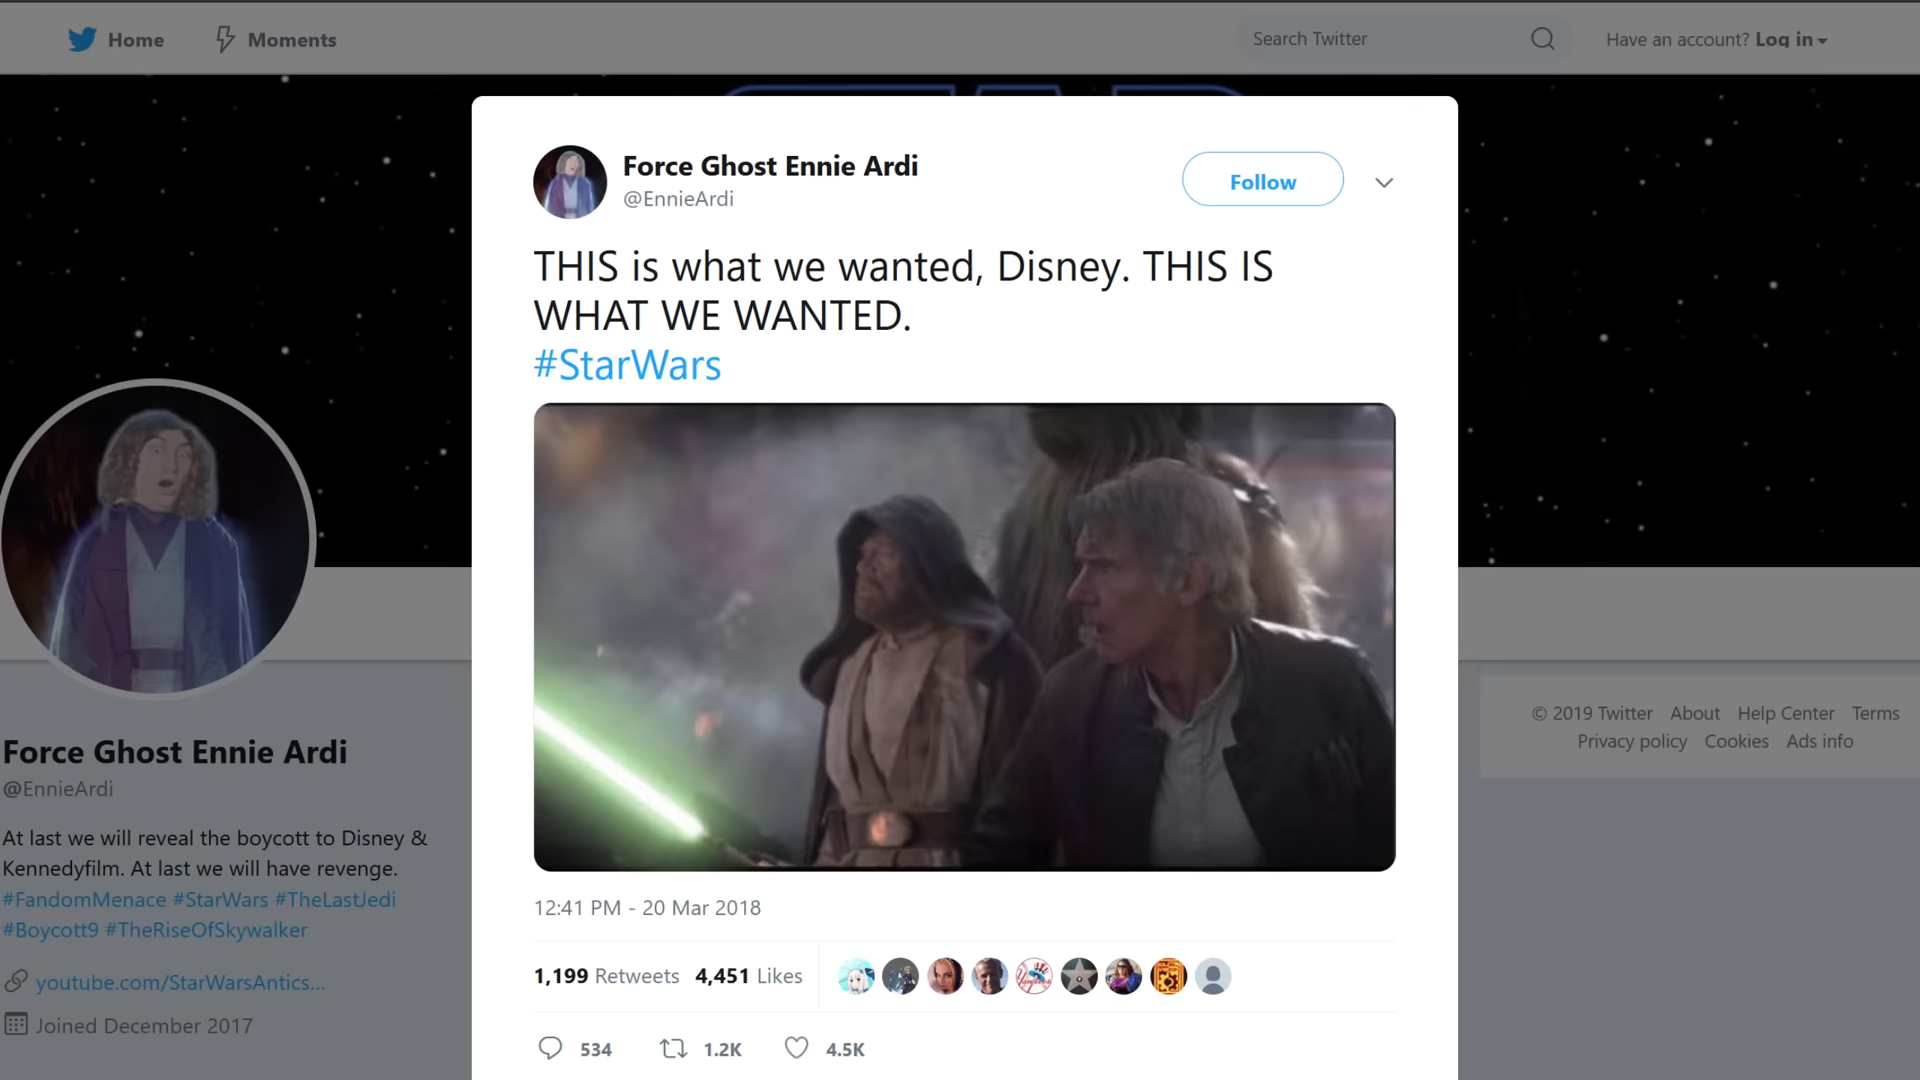 Home
Moments
Search Twitter
Have an account? Log in
Force Ghost Ennie Ardi
@EnnieArdi
Follow
THIS is what we wanted, Disney. THIS IS
WHAT WE WANTED.
#StarWars
12:41 PM - 20 Mar 2018
1,199 Retweets 4,451 Likes
534
1.2K
4.5K
Force Ghost Ennie Ardi
@EnnieArdi
At last we will reveal the boycott to Disney &
Kennedyfilm. At last we will have revenge.
#FandomMenace #StarWars #TheLastJedi
#Boycott9 #TheRiseOfSkywalker
youtube.com/StarWarsAntics...
Joined December 2017
© 2019 Twitter About Help Center Terms
Privacy policy Cookies Ads info